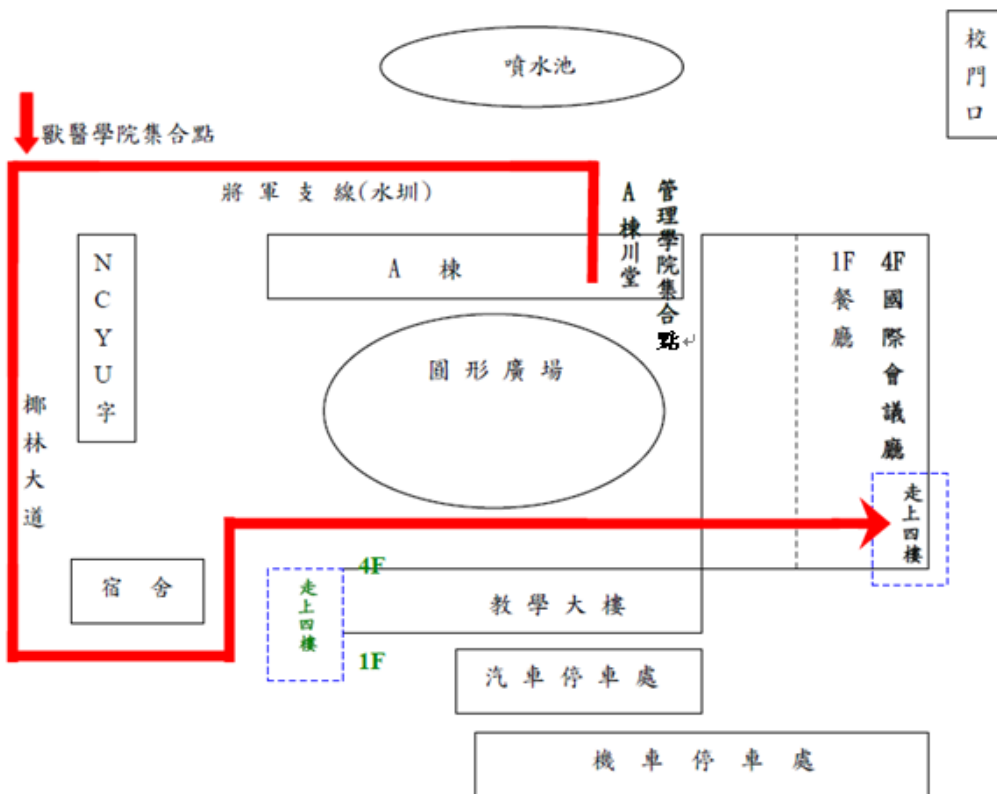 噴水池
校門口
獸醫學院集合點
將軍支線(水圳)
A棟川堂
管理學院集合點
A 棟
NCYU字
1F餐廳
4F國際會議廳
圓形廣場
椰林大道
走上四樓
宿舍
4F
走上四樓
教學大樓
1F
汽車停車處
機車停車處